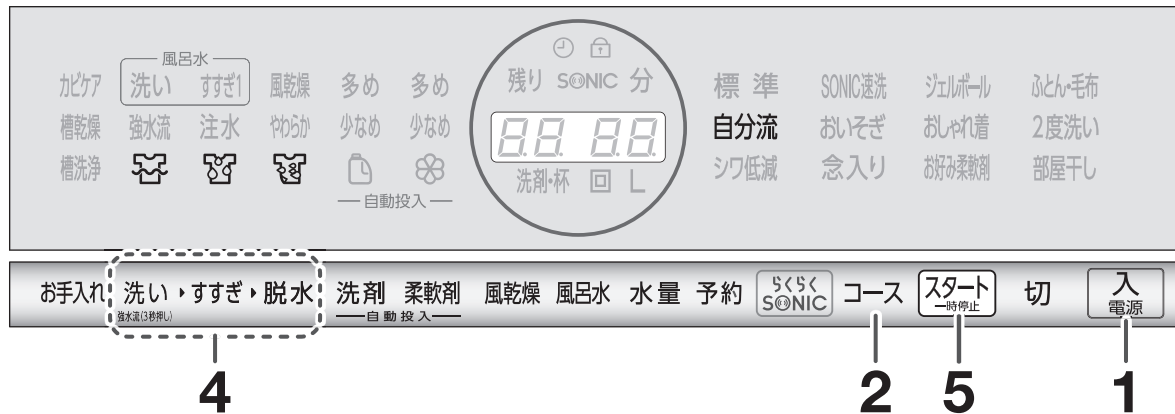 風呂水
残り SONIC 分
カビケア 洗い すすぎ1 風乾燥 多め 多め 標準 SONIC速洗 ジェルボール ふとん・毛布
槽乾燥 強水流 注水 やわらか 少なめ 少なめ 88 88 自分流 おいそぎ おしゃれ着 2度洗い
槽洗浄 洗剤・杯 回 L シワ低減 念入り お好み柔軟剤 部屋干し
自動投入
お手入れ 洗い すすぎ 脱水 洗剤 柔軟剤 風乾燥 風呂水 水量 予約 らくらくSONIC コース スタート 切 入
強水流(3秒押し) 自動投入 一時停止 電源
4 2 5 1